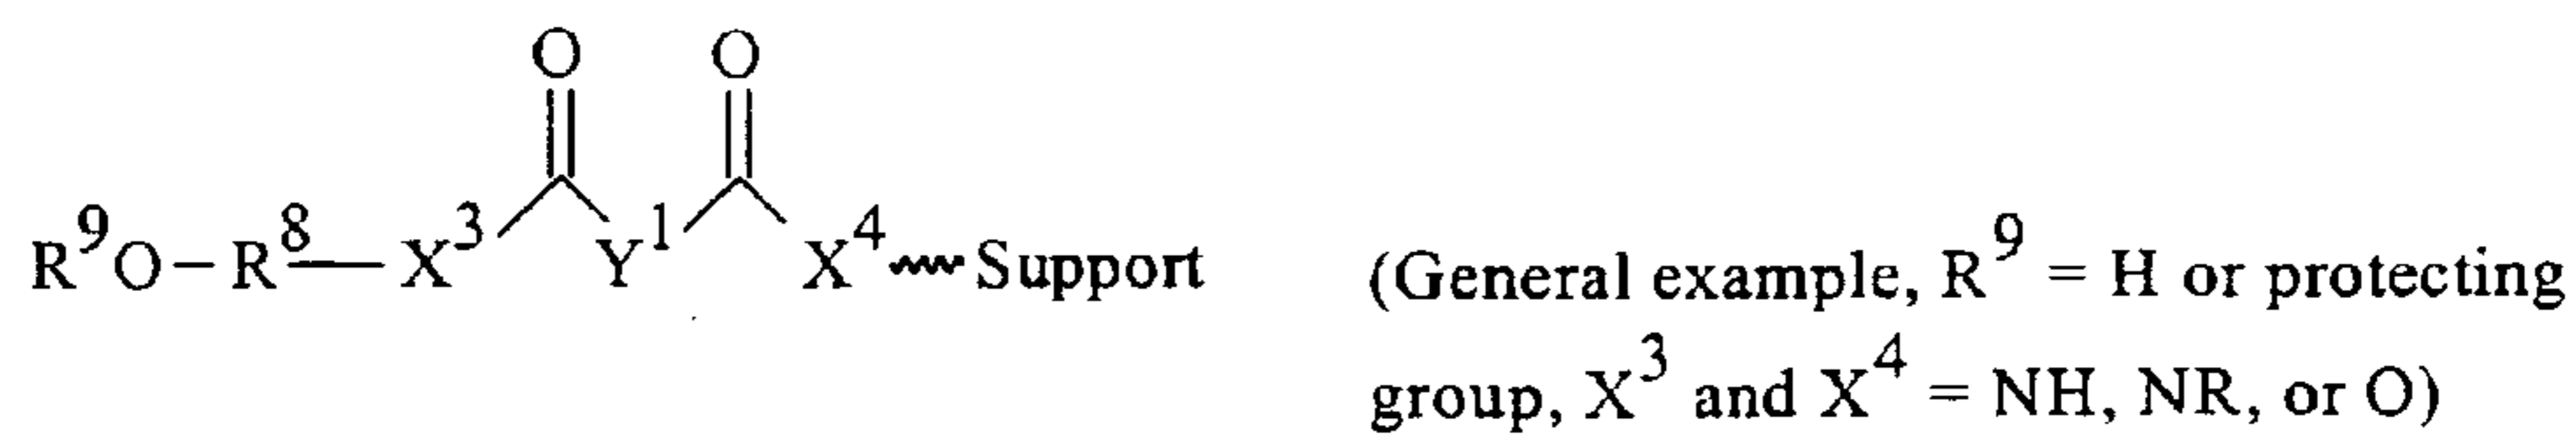 O O
R⁹O–R⁸—X³ Y¹ X⁴~Support
(General example, R⁹ = H or protecting
group, X³ and X⁴ = NH, NR, or O)